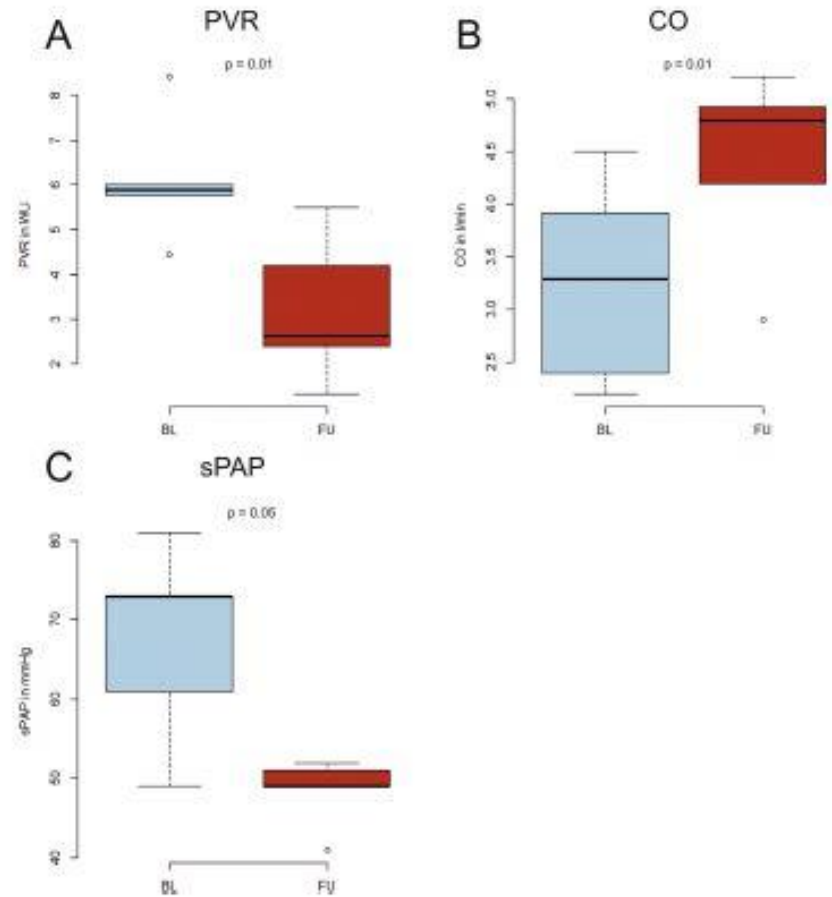 A
PVR
p = 0.01
PVR in WU
8
7
6
5
4
3
2
BL
FU
B
CO
p = 0.01
CO in l/min
5.0
4.5
4.0
3.5
3.0
2.5
BL
FU
C
sPAP
p = 0.06
sPAP in mmHg
80
70
60
50
40
BL
FU